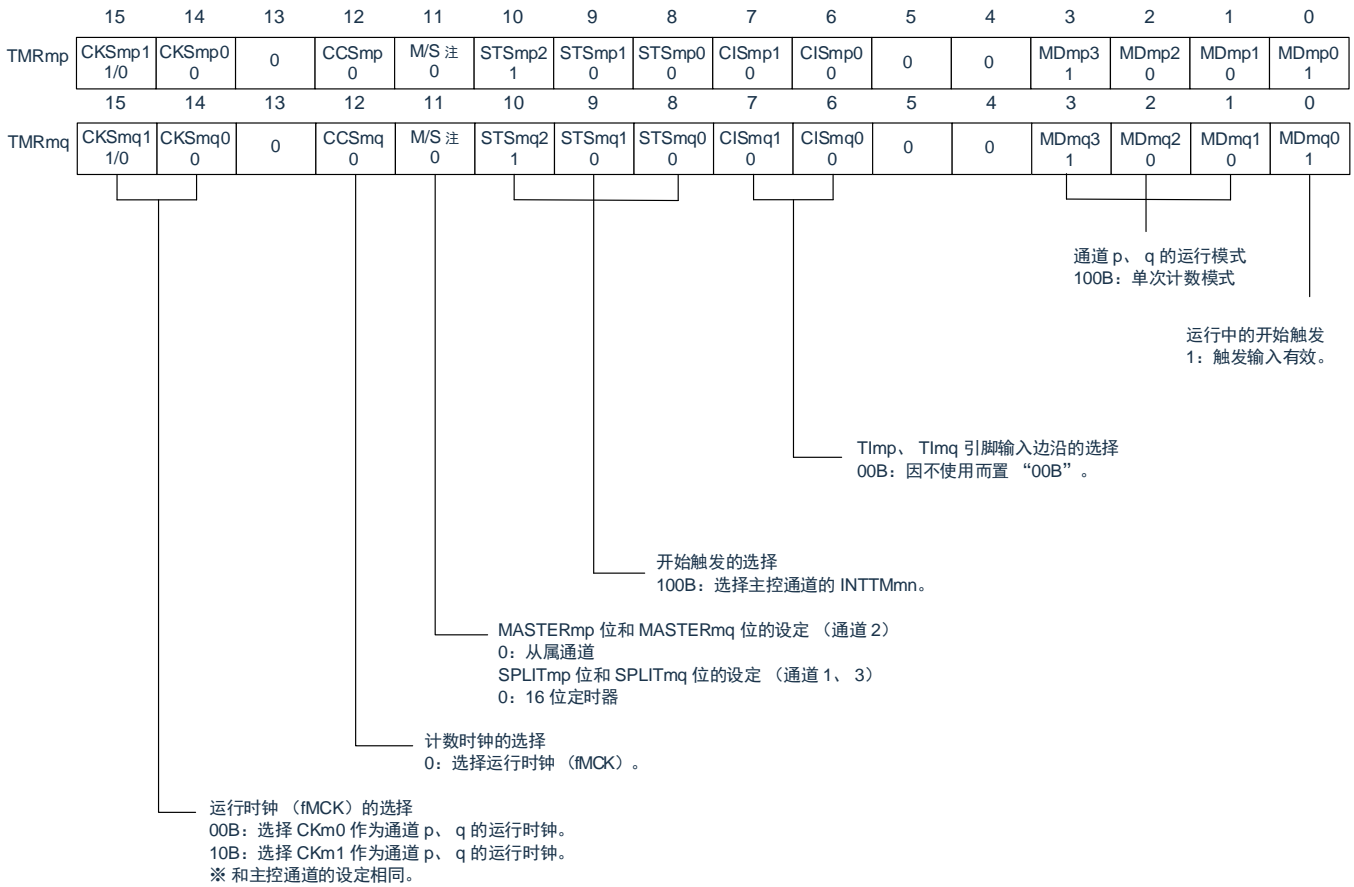 15 14 13 12 11 10 9 8 7 6 5 4 3 2 1 0
TMRmp CKSmp1 CKSmp0 0 CCSmp M/S 注 STSmp2 STSmp1 STSmp0 CISmp1 CISmp0 0 0 MDmp3 MDmp2 MDmp1 MDmp0
1/0 0 0 0 1 0 0 0 0 1 0 0 1
15 14 13 12 11 10 9 8 7 6 5 4 3 2 1 0
TMRmq CKSmq1 CKSmq0 0 CCSmq M/S 注 STSmq2 STSmq1 STSmq0 CISmq1 CISmq0 0 0 MDmq3 MDmq2 MDmq1 MDmq0
1/0 0 0 0 1 0 0 0 0 1 0 0 1
通道 p、 q 的运行模式
100B：单次计数模式
运行中的开始触发
1：触发输入有效。
TImp、 TImq 引脚输入边沿的选择
00B：因不使用而置 “00B”。
开始触发的选择
100B：选择主控通道的 INTTMmn。
MASTERmp 位和 MASTERmq 位的设定 （通道 2）
0：从属通道
SPLITmp 位和 SPLITmq 位的设定 （通道 1、 3）
0：16 位定时器
计数时钟的选择
0：选择运行时钟 （fMCK）。
运行时钟 （fMCK）的选择
00B：选择 CKm0 作为通道 p、 q 的运行时钟。
10B：选择 CKm1 作为通道 p、 q 的运行时钟。
※ 和主控通道的设定相同。